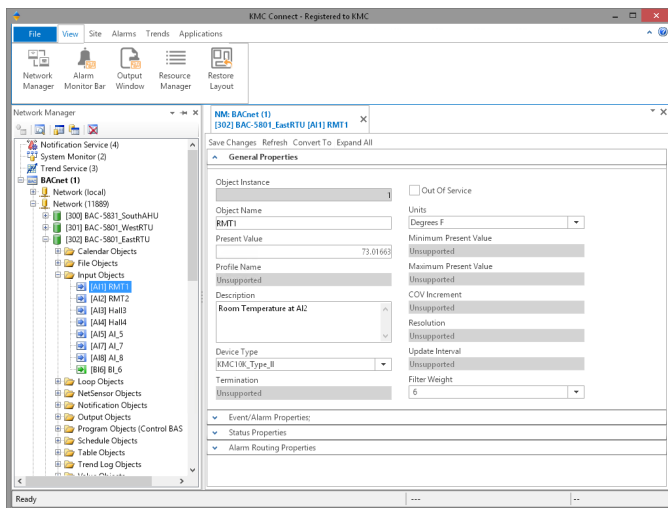 KMC Connect - Registered to KMC
File View Site Alarms Trends Applications
Network Manager
Alarm Monitor Bar
Output Window
Resource Manager
Restore Layout
Network Manager
Notification Service (4)
System Monitor (2)
Trend Service (3)
BACnet (1)
Network (local)
Network (11889)
[300] BAC-5831_SouthAHU
[301] BAC-5801_WestRTU
[302] BAC-5801_EastRTU
Calendar Objects
File Objects
Input Objects
[AI1] RMT1
[AI2] RMT2
[AI3] Hall3
[AI4] Hall4
[AI5] AI_5
[AI7] AI_7
[AI8] AI_8
[BI6] BI_6
Loop Objects
NetSensor Objects
Notification Objects
Output Objects
Program Objects (Control BAS
Schedule Objects
Table Objects
Trend Log Objects
NM: BACnet (1)
[302] BAC-5801_EastRTU [AI1] RMT1
Save Changes Refresh Convert To Expand All
General Properties
Object Instance
1
Object Name
RMT1
Present Value
73.01663
Profile Name
Unsupported
Description
Room Temperature at AI2
Device Type
KMC10K_Type_II
Termination
Unsupported
Out Of Service
Units
Degrees F
Minimum Present Value
Unsupported
Maximum Present Value
Unsupported
COV Increment
Unsupported
Resolution
Unsupported
Update Interval
Unsupported
Filter Weight
6
Event/Alarm Properties:
Status Properties
Alarm Routing Properties
Ready
---
--